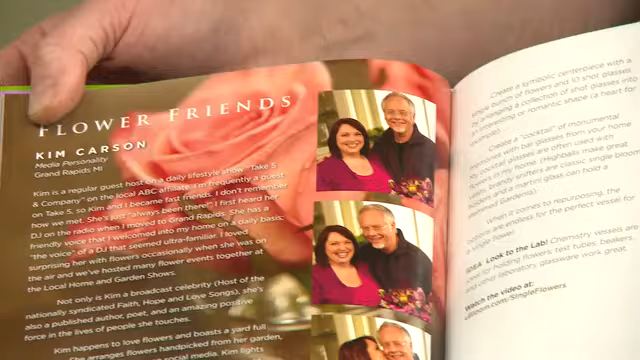 FLOWER FRIENDS
KIM CARSON
Media Personality
Grand Rapids MI
Kim is a regular guest host on a daily lifestyle show, "Take 5
& Company" on the local ABC affiliate. I'm frequently a guest
on Take 5, so Kim and I became fast friends. I don't remember
how we met. She's just "always been there!" I first heard her
DJ on the radio when I moved to Grand Rapids. She has a
friendly voice that I welcomed into my home on a daily basis;
"the voice" of a DJ that seemed ultra-familiar. I loved
surprising her with flowers occasionally when she was on
the air and we've hosted many flower events together at
the Local Home and Garden Shows.
Not only is Kim a broadcast celebrity (Host of the
nationally syndicated Faith, Hope and Love Songs), she's
also a published author, poet, and an amazing positive
force in the lives of people she touches.
Kim happens to love flowers and boasts a yard full
She arranges flowers handpicked from her garden,
social media. Kim lights
Create a symbolic centerpiece with a
single bunch of flowers and 10 shot glasses
by arranging a collection of shot glasses into
an interesting or romantic shape (a heart for
example).
Create a "cocktail" of monumental
memories with bar glasses from your home
My cocktail glasses are often used with
flowers in my home. (Highballs make great
vases, brandy snifters are classic single bloom
holders and a martini glass can hold a
stemmed Gardenia).
When it comes to repurposing, the
options are endless for the perfect vessel for
a single flower!
IDEA Look to the Lab! Chemistry vessels are
ideal for holding flowers; test tubes, beakers
and other laboratory glassware work great.
Watch the video at:
ubloom.com/SingleFlowers